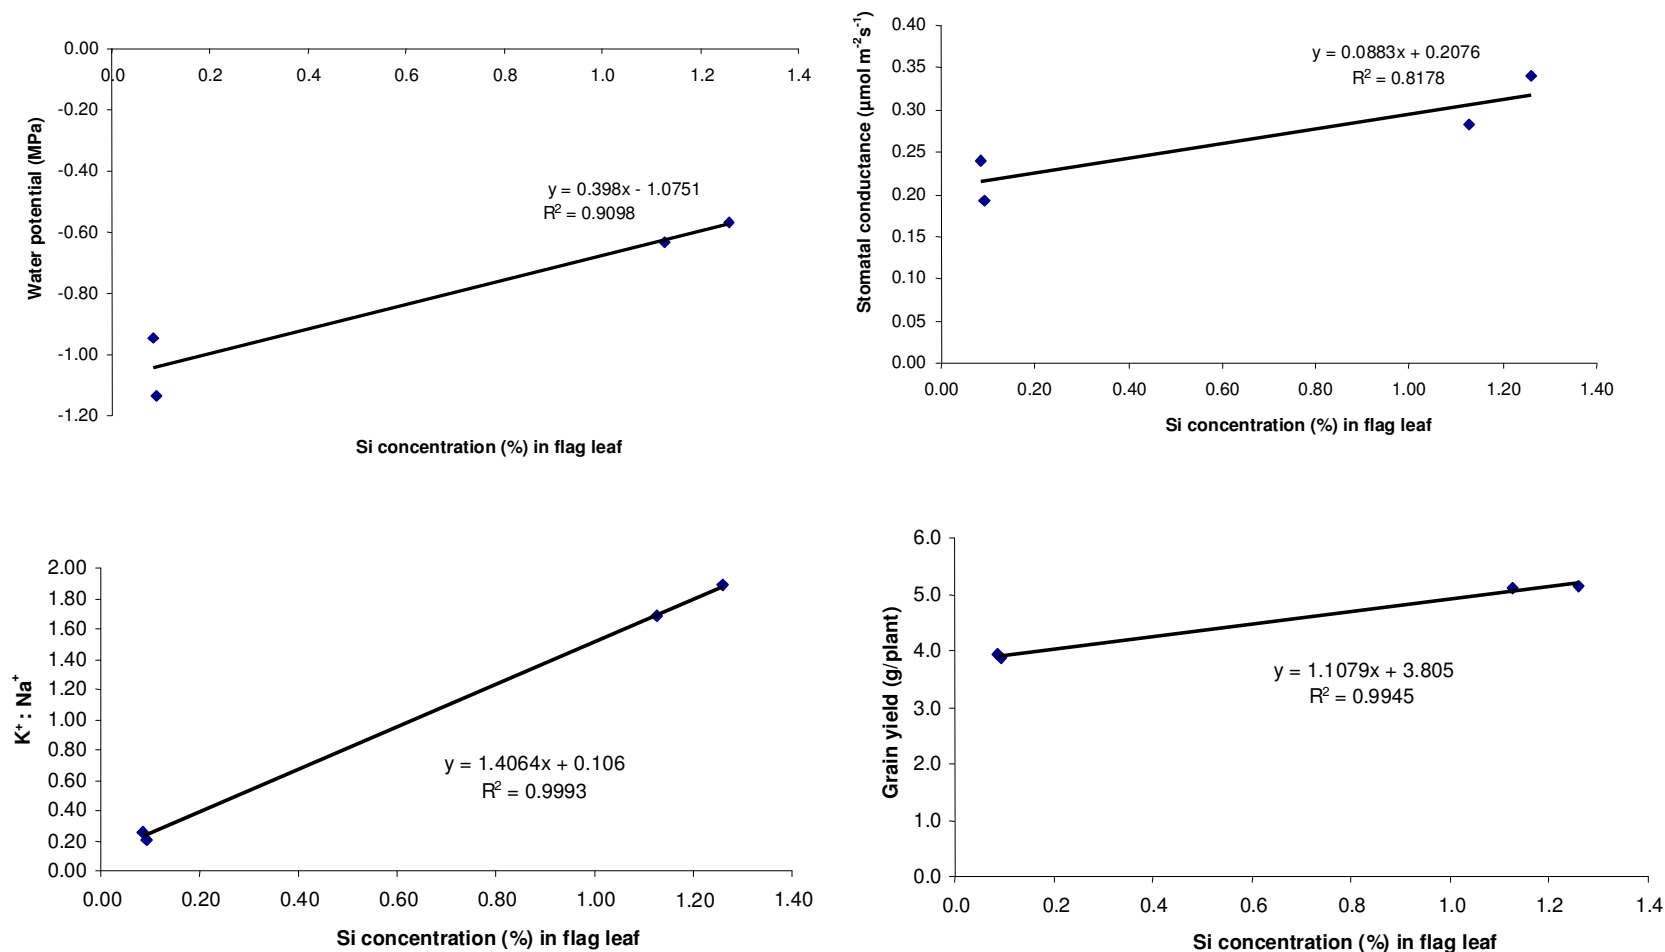 0.00
0.0 0.2 0.4 0.6 0.8 1.0 1.2 1.4
-0.20
-0.40
-0.60
-0.80
-1.00
-1.20
Water potential (MPa)
y = 0.398x - 1.0751
R² = 0.9098
Si concentration (%) in flag leaf
0.40
0.35
0.30
0.25
0.20
0.15
0.10
0.05
0.00
Stomatal conductance (µmol m⁻²s⁻¹)
y = 0.0883x + 0.2076
R² = 0.8178
0.00 0.20 0.40 0.60 0.80 1.00 1.20 1.40
Si concentration (%) in flag leaf
2.00
1.80
1.60
1.40
1.20
1.00
0.80
0.60
0.40
0.20
0.00
K⁺ : Na⁺
y = 1.4064x + 0.106
R² = 0.9993
0.00 0.20 0.40 0.60 0.80 1.00 1.20 1.40
Si concentration (%) in flag leaf
6.0
5.0
4.0
3.0
2.0
1.0
0.0
Grain yield (g/plant)
y = 1.1079x + 3.805
R² = 0.9945
0.0 0.2 0.4 0.6 0.8 1.0 1.2 1.4
Si concentration (%) in flag leaf